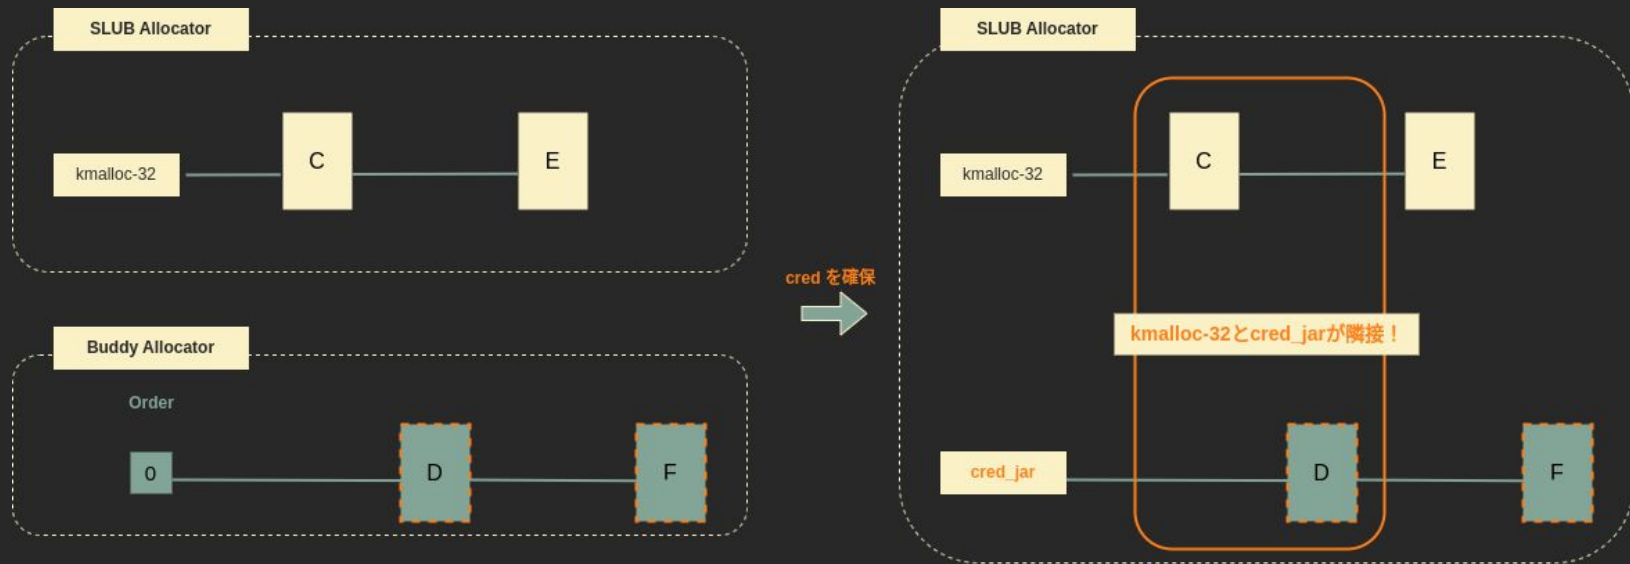 SLUB Allocator
kmalloc-32
C
E
Buddy Allocator
Order
0
D
F
cred を確保
SLUB Allocator
kmalloc-32
C
E
kmalloc-32とcred_jarが隣接！
cred_jar
D
F